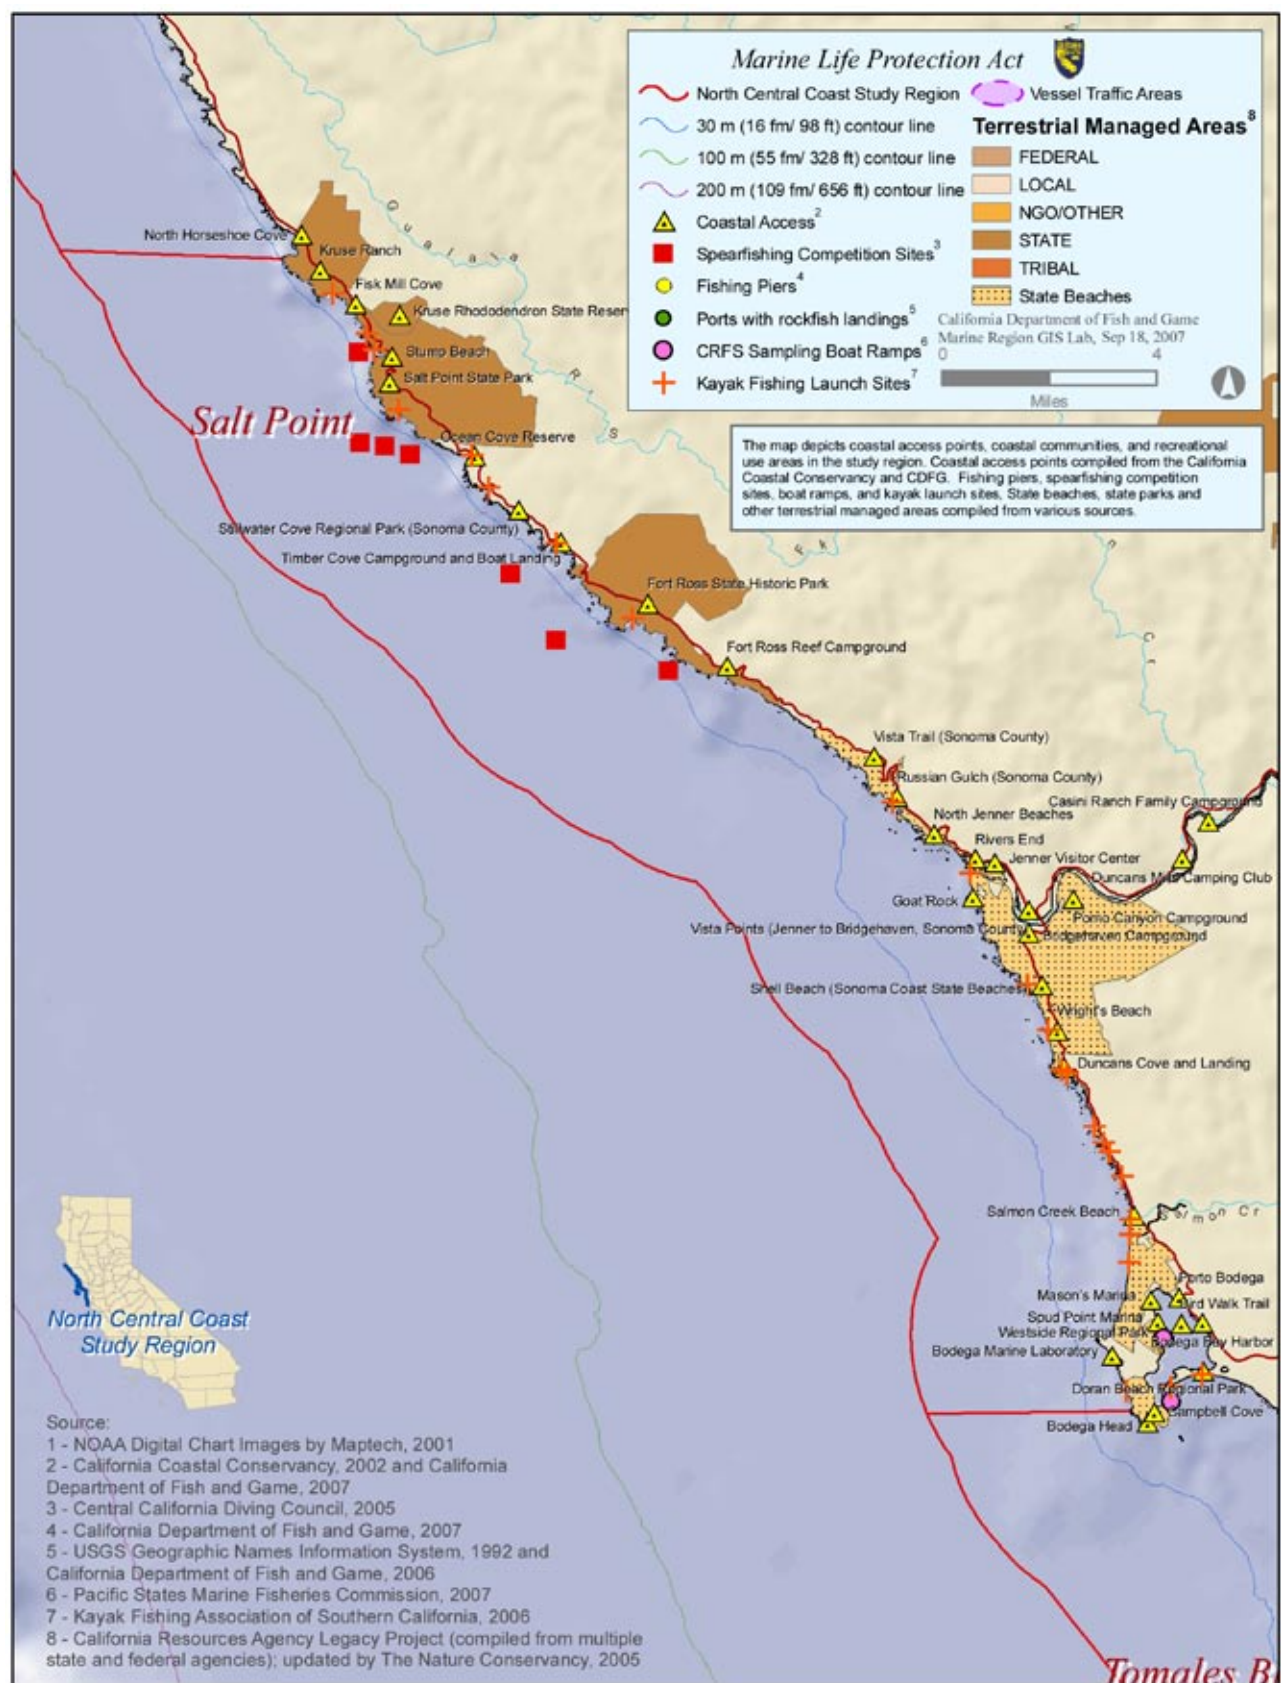 Marine Life Protection Act
North Central Coast Study Region
30 m (16 fm/ 98 ft) contour line
100 m (55 fm/ 328 ft) contour line
200 m (109 fm/ 656 ft) contour line
Coastal Access2
Spearfishing Competition Sites3
Fishing Piers4
Ports with rockfish landings5
CRFS Sampling Boat Ramps6
Kayak Fishing Launch Sites7
Vessel Traffic Areas
Terrestrial Managed Areas8
FEDERAL
LOCAL
NGO/OTHER
STATE
TRIBAL
State Beaches
California Department of Fish and Game
Marine Region GIS Lab, Sep 18, 2007
0 4
Miles
The map depicts coastal access points, coastal communities, and recreational
use areas in the study region. Coastal access points compiled from the California
Coastal Conservancy and CDFG. Fishing piers, spearfishing competition
sites, boat ramps, and kayak launch sites, State beaches, state parks and
other terrestrial managed areas compiled from various sources.
Gualala
R s
Fk
n
Cr
North Horseshoe Cove
Kruse Ranch
Fisk Mill Cove
Kruse Rhododendron State Reser
Stump Beach
Salt Point State Park
Salt Point
Ocean Cove Reserve
Stillwater Cove Regional Park (Sonoma County)
Timber Cove Campground and Boat Landing
Fort Ross State Historic Park
Fort Ross Reef Campground
Vista Trail (Sonoma County)
Russian Gulch (Sonoma County)
Casini Ranch Family Campground
North Jenner Beaches
Rivers End
Jenner Visitor Center
Duncans Mills Camping Club
Goat Rock
Pomo Canyon Campground
Vista Points (Jenner to Bridgehaven, Sonoma County
Bridgehaven Campground
Shell Beach (Sonoma Coast State Beaches)
Wright's Beach
Duncans Cove and Landing
Salmon Creek Beach
Salmon Cr
Porto Bodega
Mason's Marina
Bird Walk Trail
Spud Point Marina
Westside Regional Park
Bodega Bay Harbor
Bodega Marine Laboratory
Doran Beach Regional Park
Campbell Cove
Bodega Head
North Central Coast
Study Region
Source:
1 - NOAA Digital Chart Images by Maptech, 2001
2 - California Coastal Conservancy, 2002 and California
Department of Fish and Game, 2007
3 - Central California Diving Council, 2005
4 - California Department of Fish and Game, 2007
5 - USGS Geographic Names Information System, 1992 and
California Department of Fish and Game, 2006
6 - Pacific States Marine Fisheries Commission, 2007
7 - Kayak Fishing Association of Southern California, 2006
8 - California Resources Agency Legacy Project (compiled from multiple
state and federal agencies); updated by The Nature Conservancy, 2005
Tomales B